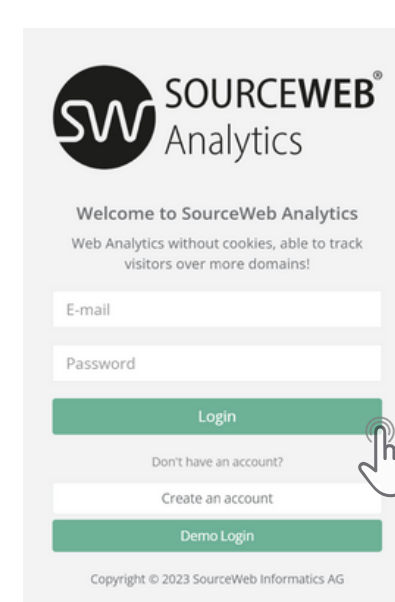 SW
SOURCEWEB®
Analytics
Welcome to SourceWeb Analytics
Web Analytics without cookies, able to track
visitors over more domains!
E-mail
Password
Login
Don't have an account?
Create an account
Demo Login
Copyright © 2023 SourceWeb Informatics AG